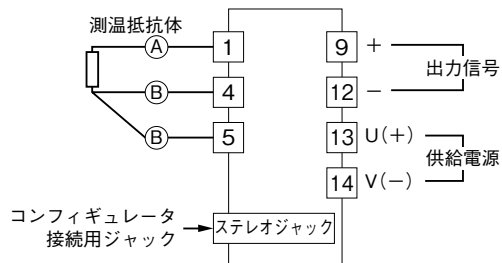 測温抵抗体
A 1
B 4
B 5
9 +
出力信号
12 −
13 U(+)
供給電源
14 V(−)
コンフィギュレータ
接続用ジャック
ステレオジャック